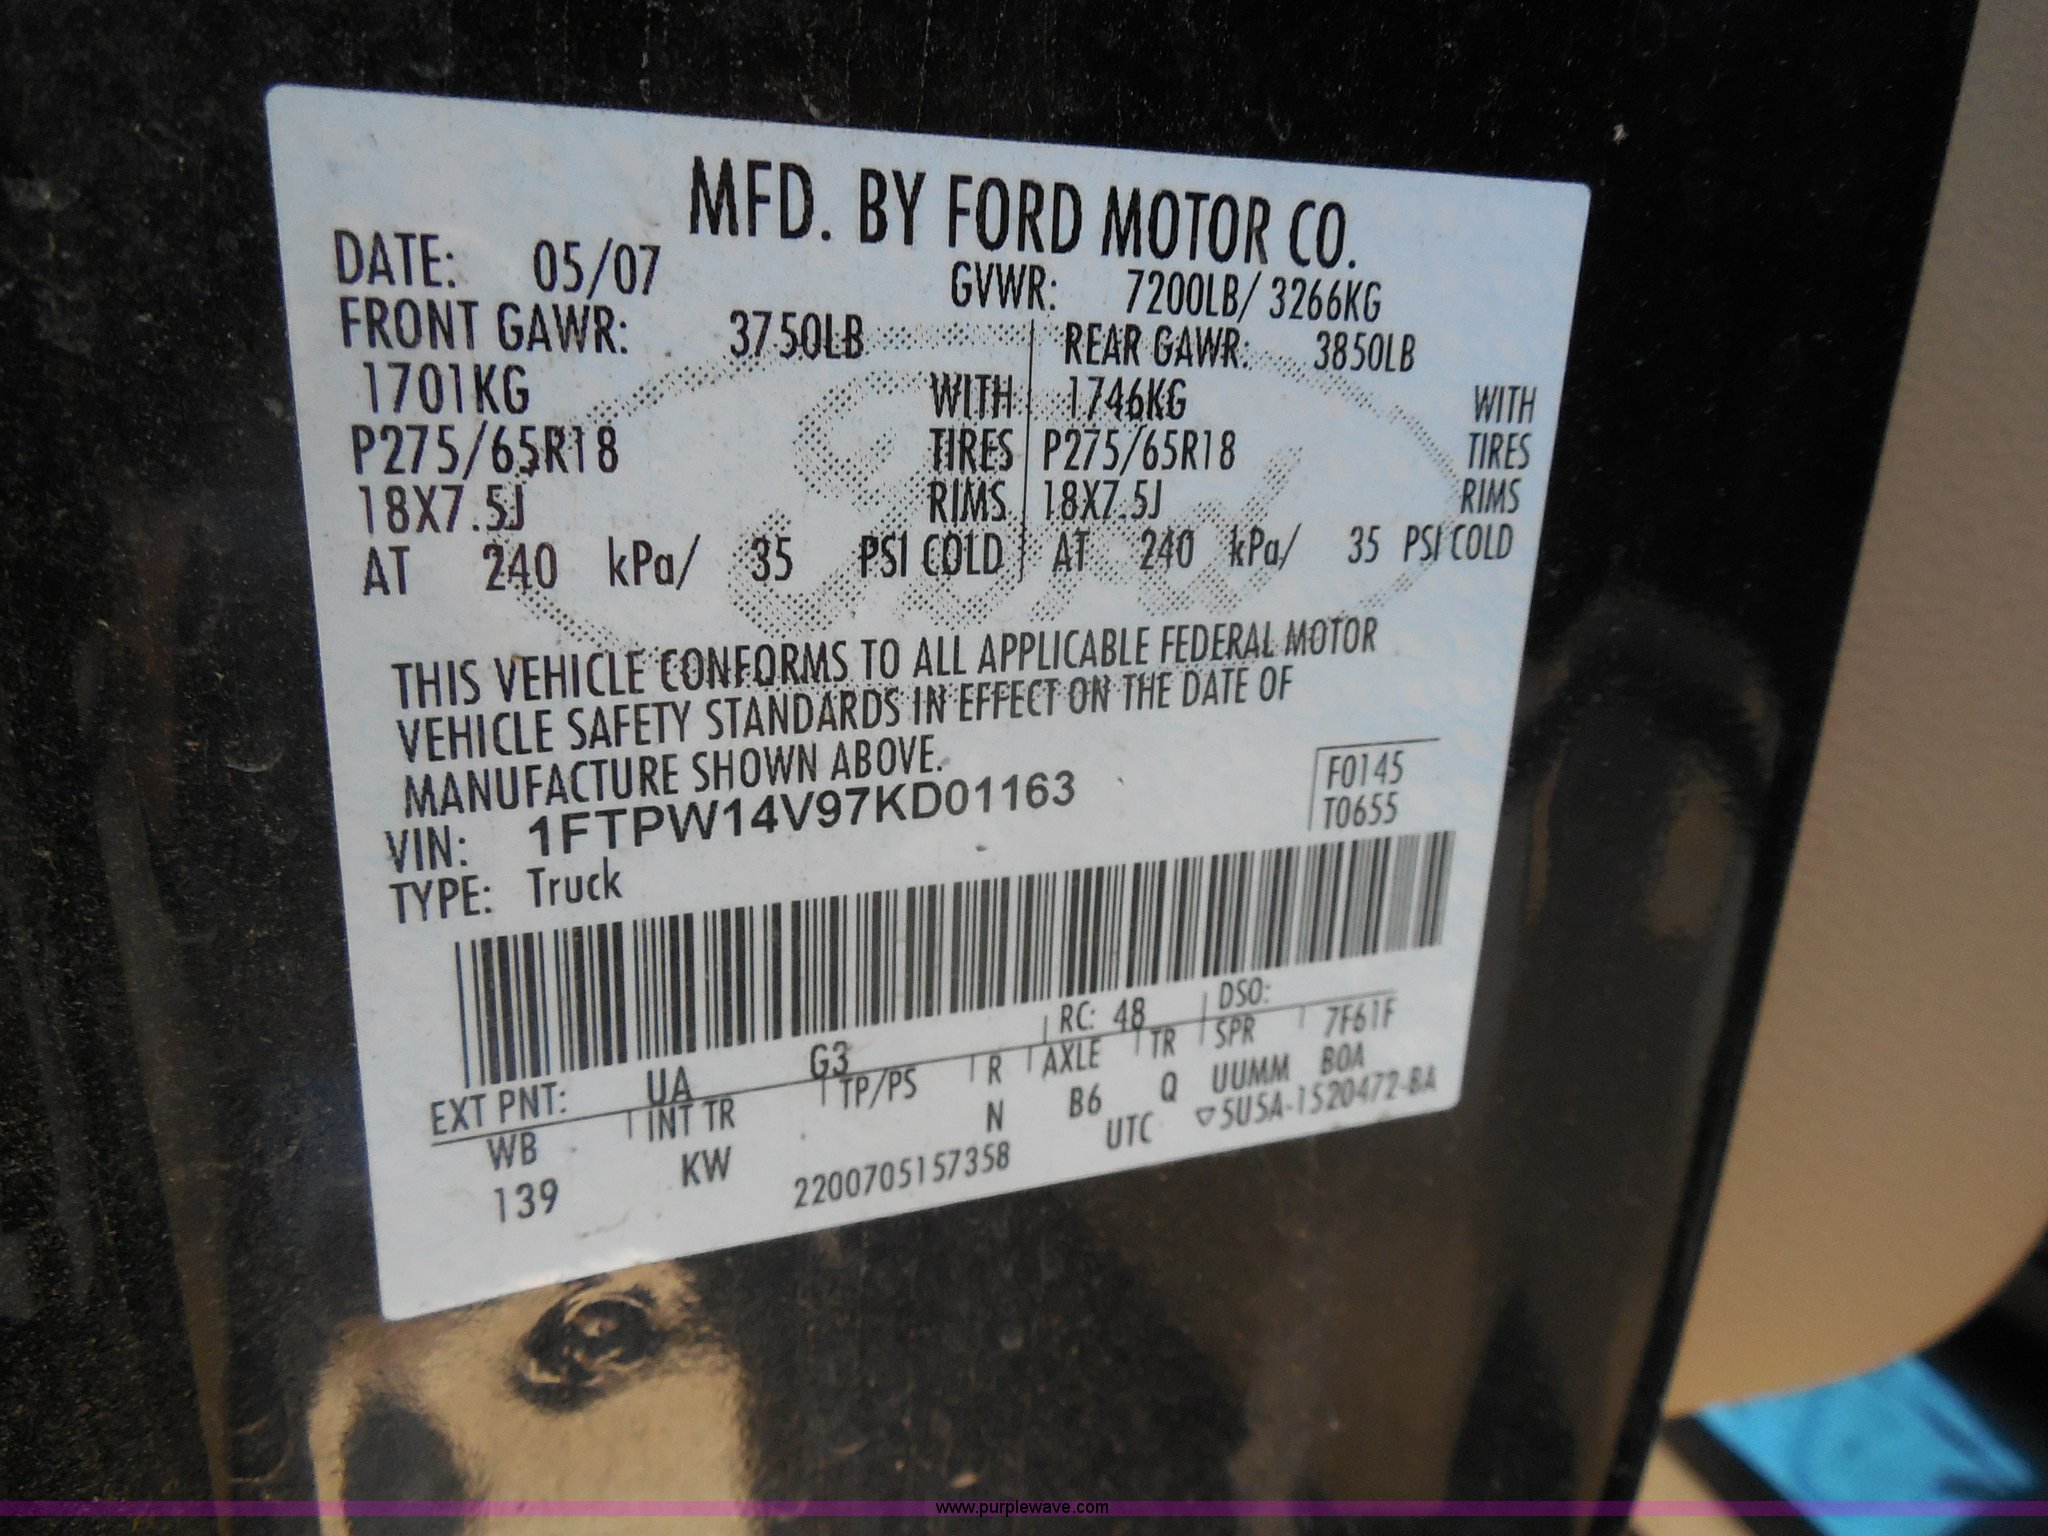 MFD. BY FORD MOTOR CO.
DATE: 05/07 GVWR: 7200LB/ 3266KG
FRONT GAWR: 3750LB REAR GAWR: 3850LB
1701KG WITH 1746KG WITH
P275/65R18 TIRES P275/65R18 TIRES
18X7.5J RIMS 18X7.5J RIMS
AT 240 kPa/ 35 PSI COLD AT 240 kPa/ 35 PSI COLD
THIS VEHICLE CONFORMS TO ALL APPLICABLE FEDERAL MOTOR
VEHICLE SAFETY STANDARDS IN EFFECT ON THE DATE OF
MANUFACTURE SHOWN ABOVE.
VIN: 1FTPW14V97KD01163 F0145
TYPE: Truck T0655
EXT PNT: UA G3 RC: 48 DSO:
WB INT TR TP/PS R AXLE TR SPR 7F61F
139 KW N B6 Q UUMM B0A
2200705157358 UTC ▽5U5A-1520472-BA
www.purplewave.com